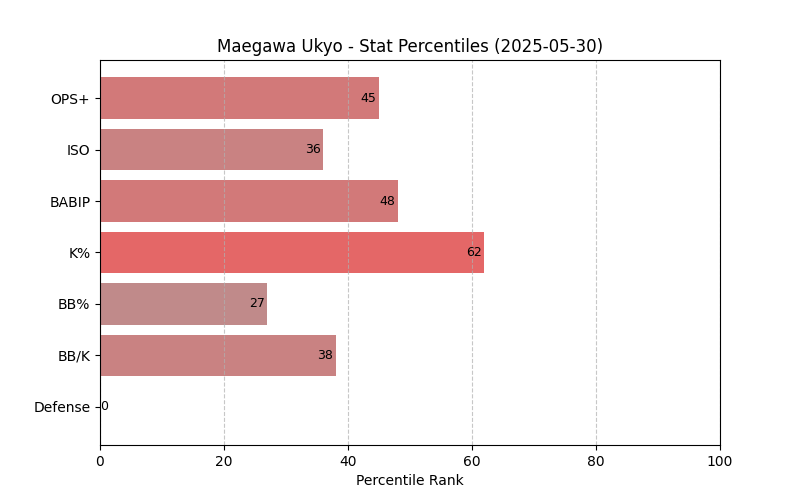 Maegawa Ukyo - Stat Percentiles (2025-05-30)
OPS+ 45
ISO 36
BABIP 48
K% 62
BB% 27
BB/K 38
Defense 0
0 20 40 60 80 100
Percentile Rank